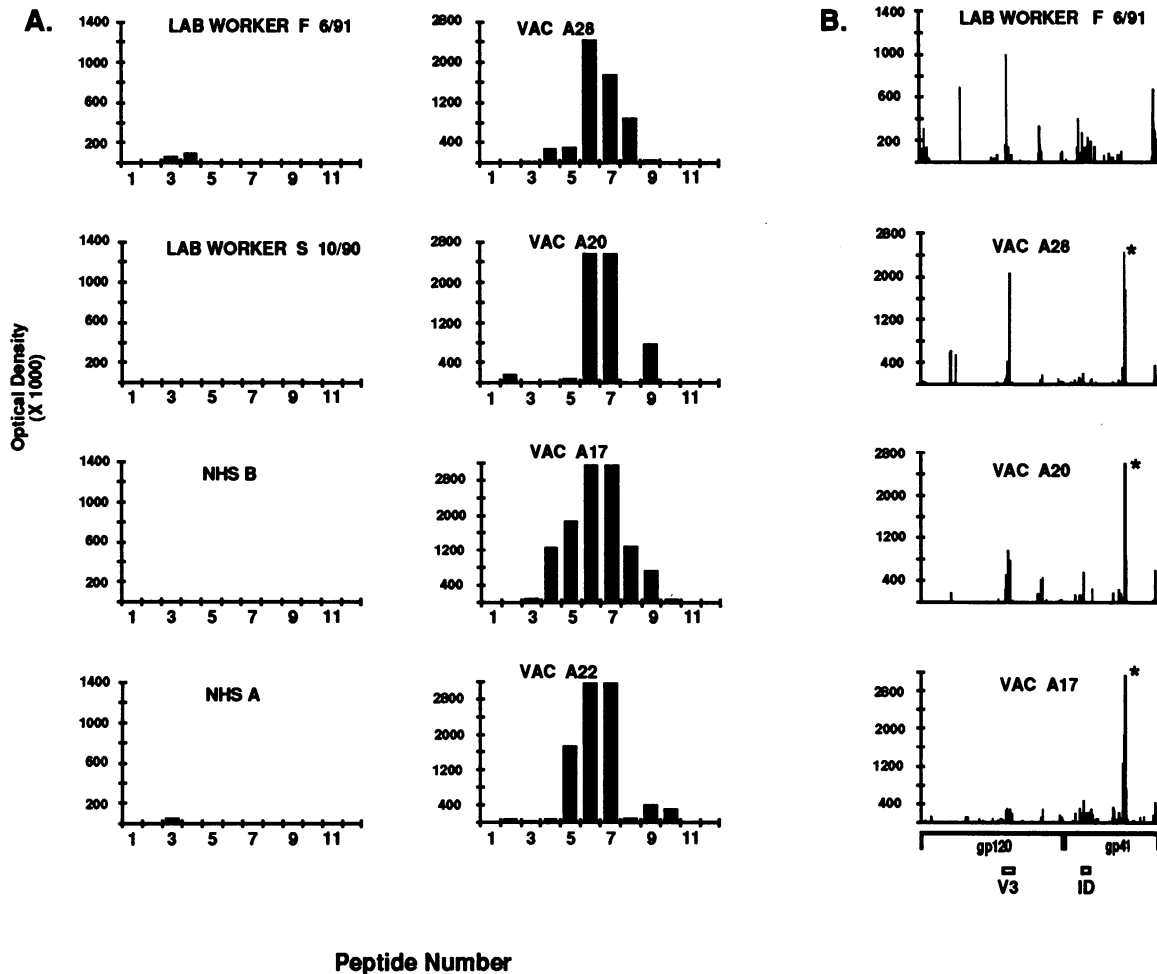 A.
LAB WORKER F 6/91
1400
1000
600
200
1 3 5 7 9 11
VAC A28
2800
2000
1200
400
1 3 5 7 9 11
B.
LAB WORKER F 6/91
1400
1000
600
200
LAB WORKER S 10/90
1400
1000
600
200
1 3 5 7 9 11
VAC A20
2800
2000
1200
400
1 3 5 7 9 11
VAC A28
*
2800
2000
1200
400
Optical Density
(X 1000)
NHS B
1400
1000
600
200
1 3 5 7 9 11
VAC A17
2800
2000
1200
400
1 3 5 7 9 11
VAC A20
*
2800
2000
1200
400
NHS A
1400
1000
600
200
1 3 5 7 9 11
VAC A22
2800
2000
1200
400
1 3 5 7 9 11
VAC A17
*
2800
2000
1200
400
gp120 gp41
V3 ID
Peptide Number